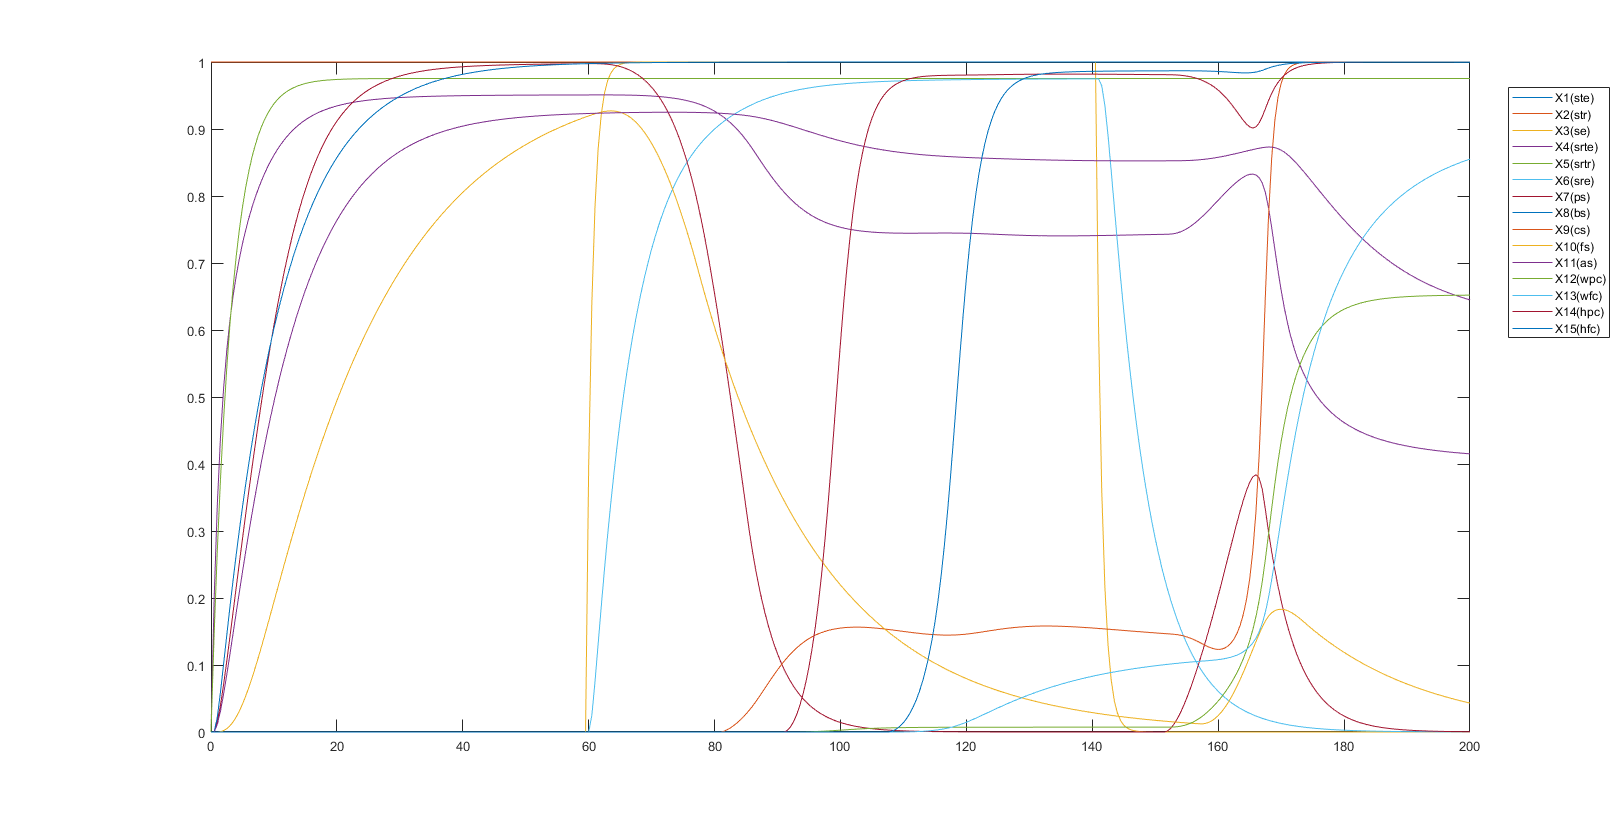 1
0.9
0.8
0.7
0.6
0.5
0.4
0.3
0.2
0.1
0
0 20 40 60 80 100 120 140 160 180 200
X1(ste)
X2(str)
X3(se)
X4(srte)
X5(srtr)
X6(sre)
X7(ps)
X8(bs)
X9(cs)
X10(fs)
X11(as)
X12(wpc)
X13(wfc)
X14(hpc)
X15(hfc)